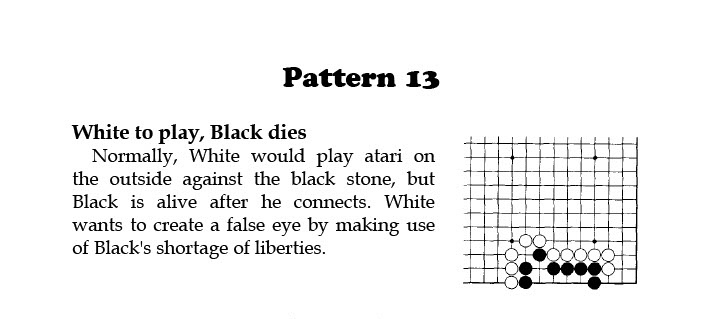 Pattern 13
White to play, Black dies
Normally, White would play atari on
the outside against the black stone, but
Black is alive after he connects. White
wants to create a false eye by making use
of Black's shortage of liberties.